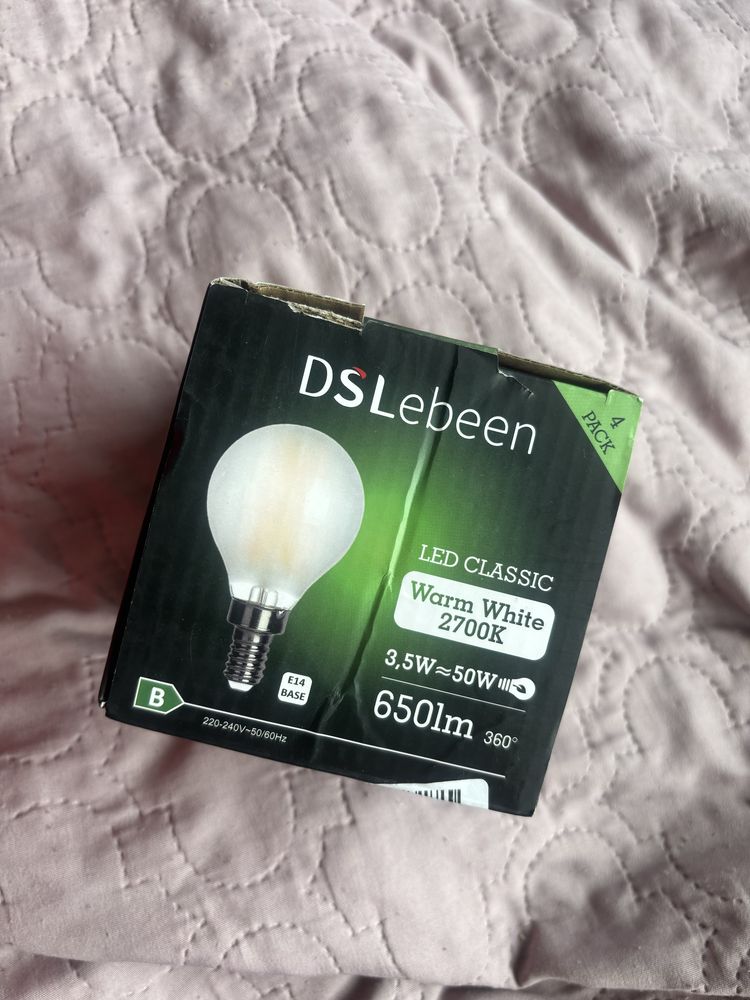 DSLebeen
4
PACK
LED CLASSIC
Warm White
2700K
3,5W≈50W
650lm 360°
E14
BASE
B
220-240V~50/60Hz